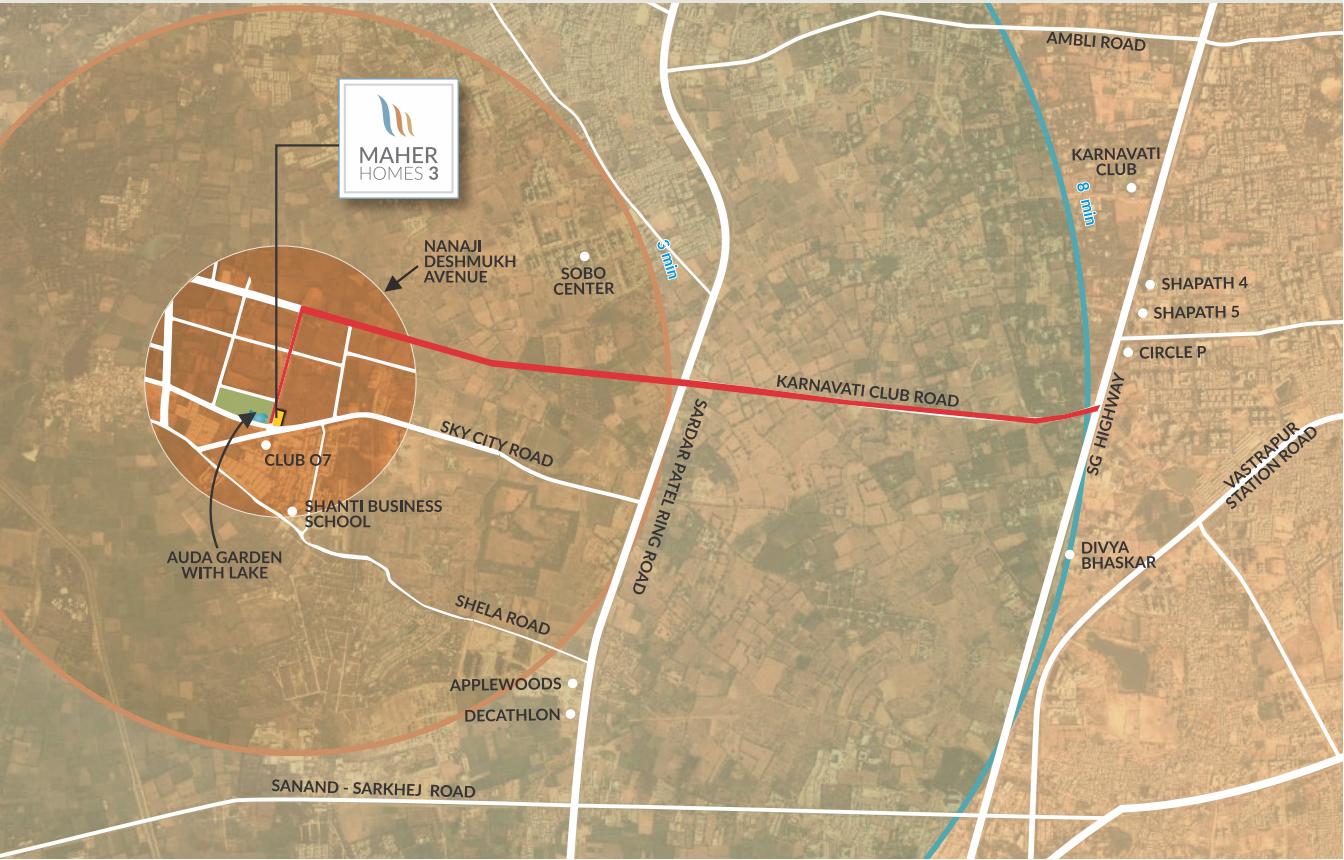 AMBLI ROAD
MAHER
HOMES 3
KARNAVATI
CLUB
8 min
NANAJI
DESHMUKH
AVENUE
SOBO
CENTER
min
SHAPATH 4
SHAPATH 5
CIRCLE P
KARNAVATI CLUB ROAD
SARDAR PATEL RING ROAD
SG HIGHWAY
SKY CITY ROAD
VASTRAPUR
STATION ROAD
CLUB O7
SHANTI BUSINESS
SCHOOL
AUDA GARDEN
WITH LAKE
DIVYA
BHASKAR
SHELA ROAD
APPLEWOODS
DECATHLON
SANAND - SARKHEJ ROAD